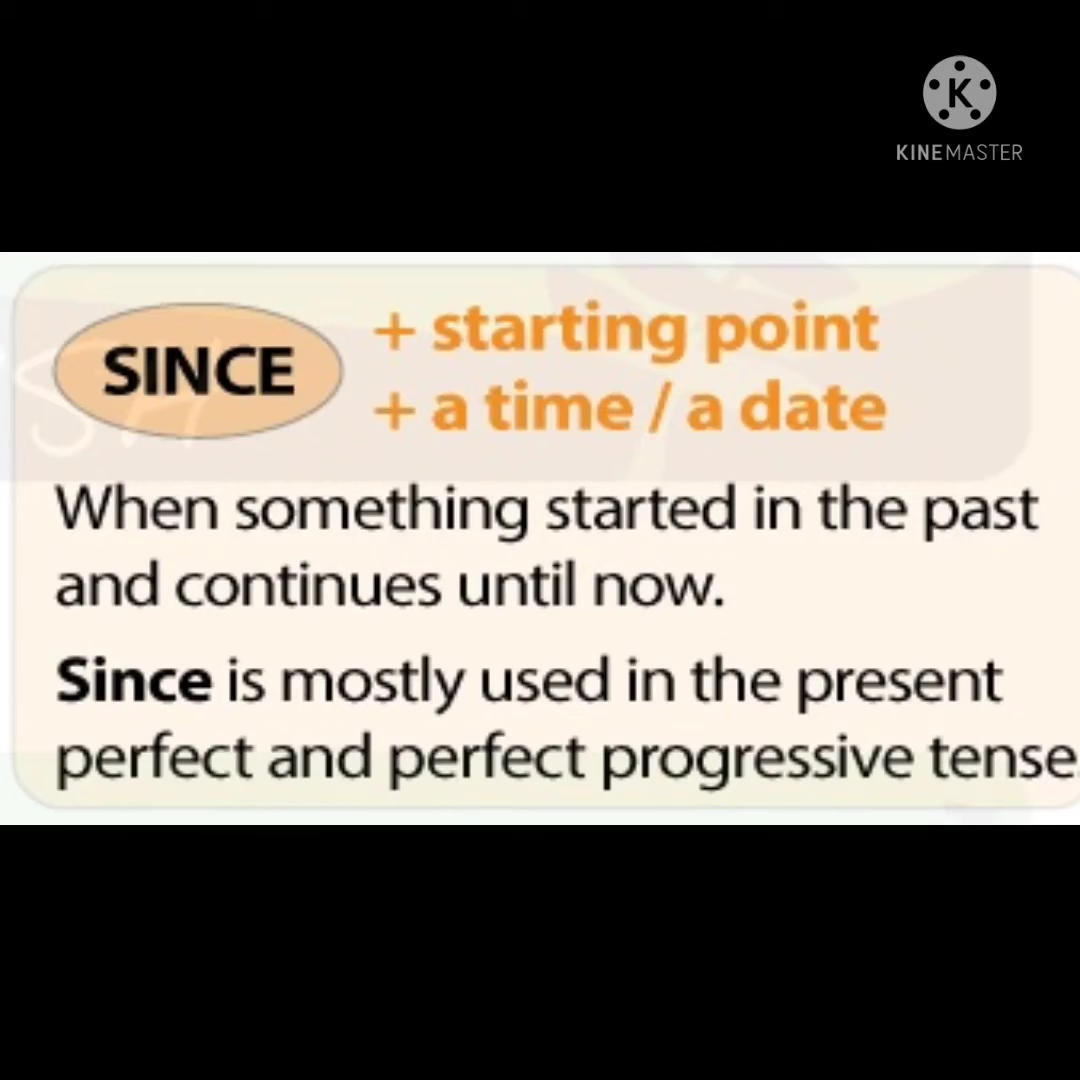 K
KINEMASTER
SINCE
+ starting point
+ a time / a date
When something started in the past
and continues until now.
Since is mostly used in the present
perfect and perfect progressive tense.